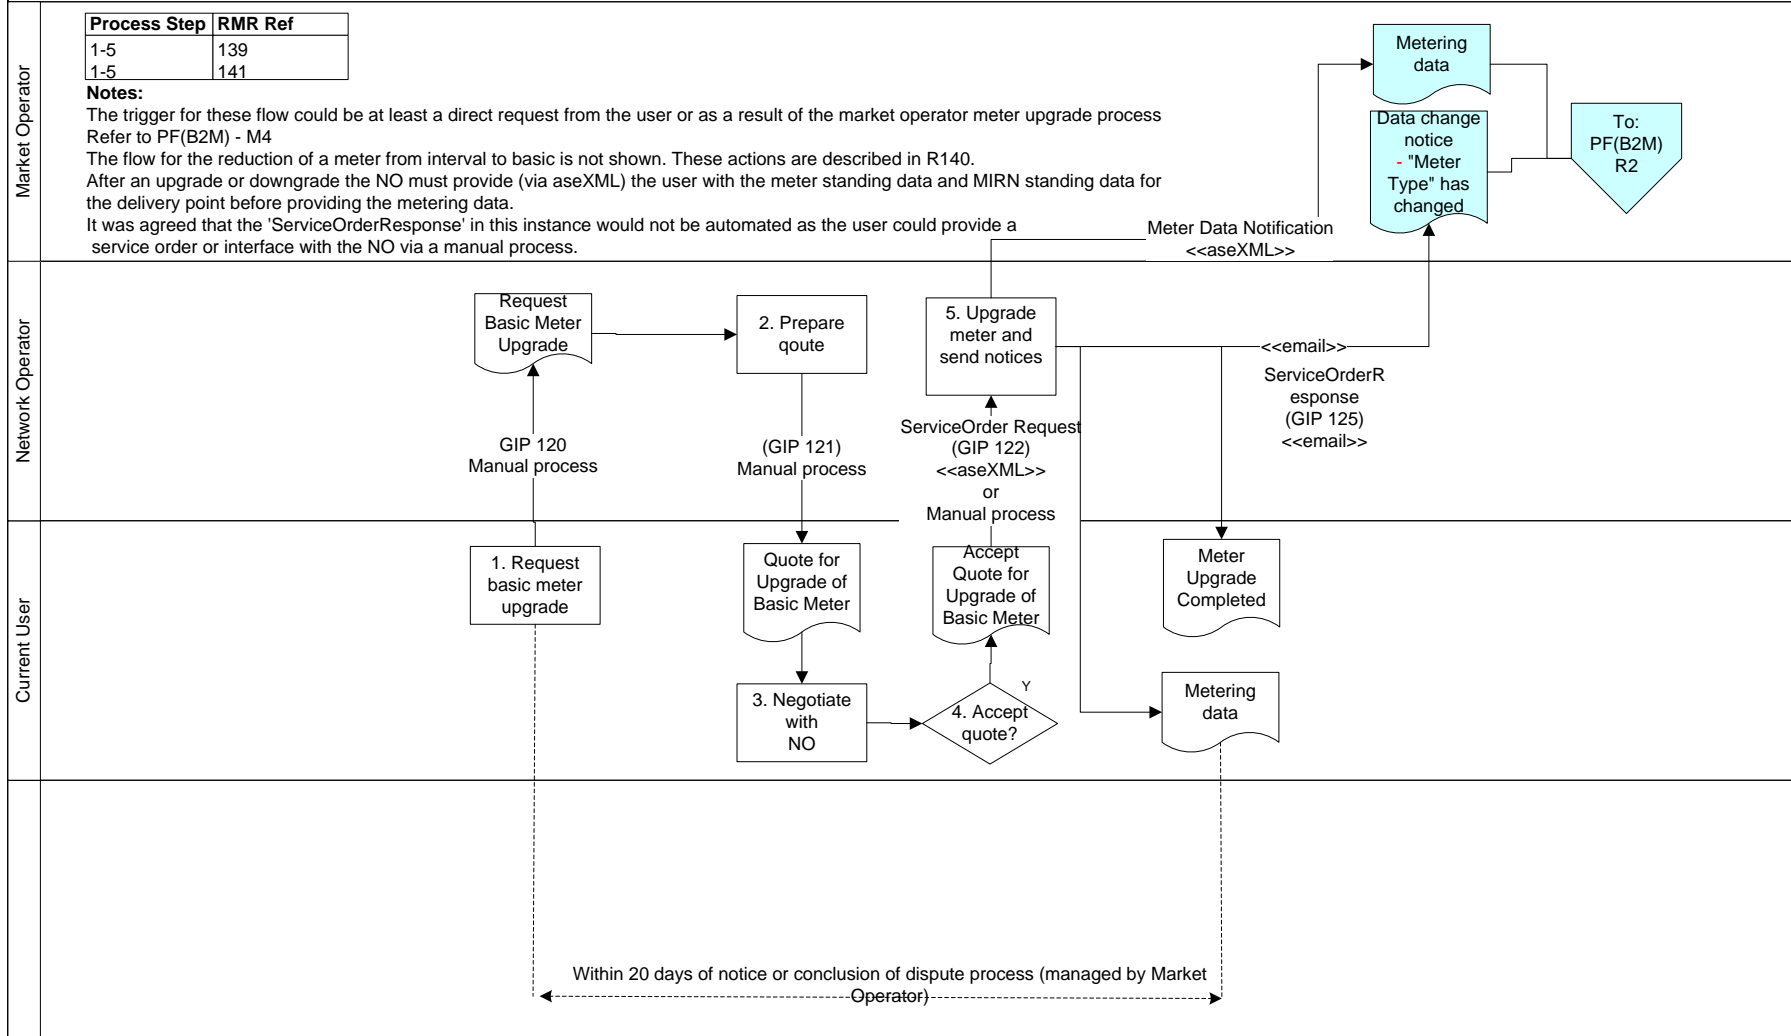 Market Operator
Process Step RMR Ref
1-5 139
1-5 141
Notes:
The trigger for these flow could be at least a direct request from the user or as a result of the market operator meter upgrade process
Refer to PF(B2M) - M4
The flow for the reduction of a meter from interval to basic is not shown. These actions are described in R140.
After an upgrade or downgrade the NO must provide (via aseXML) the user with the meter standing data and MIRN standing data for
the delivery point before providing the metering data.
It was agreed that the 'ServiceOrderResponse' in this instance would not be automated as the user could provide a
service order or interface with the NO via a manual process.
Metering
data
Data change
notice
- "Meter
Type" has
changed
To:
PF(B2M)
R2
Meter Data Notification
<<aseXML>>
Network Operator
Request
Basic Meter
Upgrade
2. Prepare
qoute
5. Upgrade
meter and
send notices
<<email>>
ServiceOrderR
esponse
(GIP 125)
<<email>>
GIP 120
Manual process
(GIP 121)
Manual process
ServiceOrder Request
(GIP 122)
<<aseXML>>
or
Manual process
Current User
1. Request
basic meter
upgrade
Quote for
Upgrade of
Basic Meter
Accept
Quote for
Upgrade of
Basic Meter
Meter
Upgrade
Completed
3. Negotiate
with
NO
Y
4. Accept
quote?
Metering
data
Within 20 days of notice or conclusion of dispute process (managed by Market
Operator)